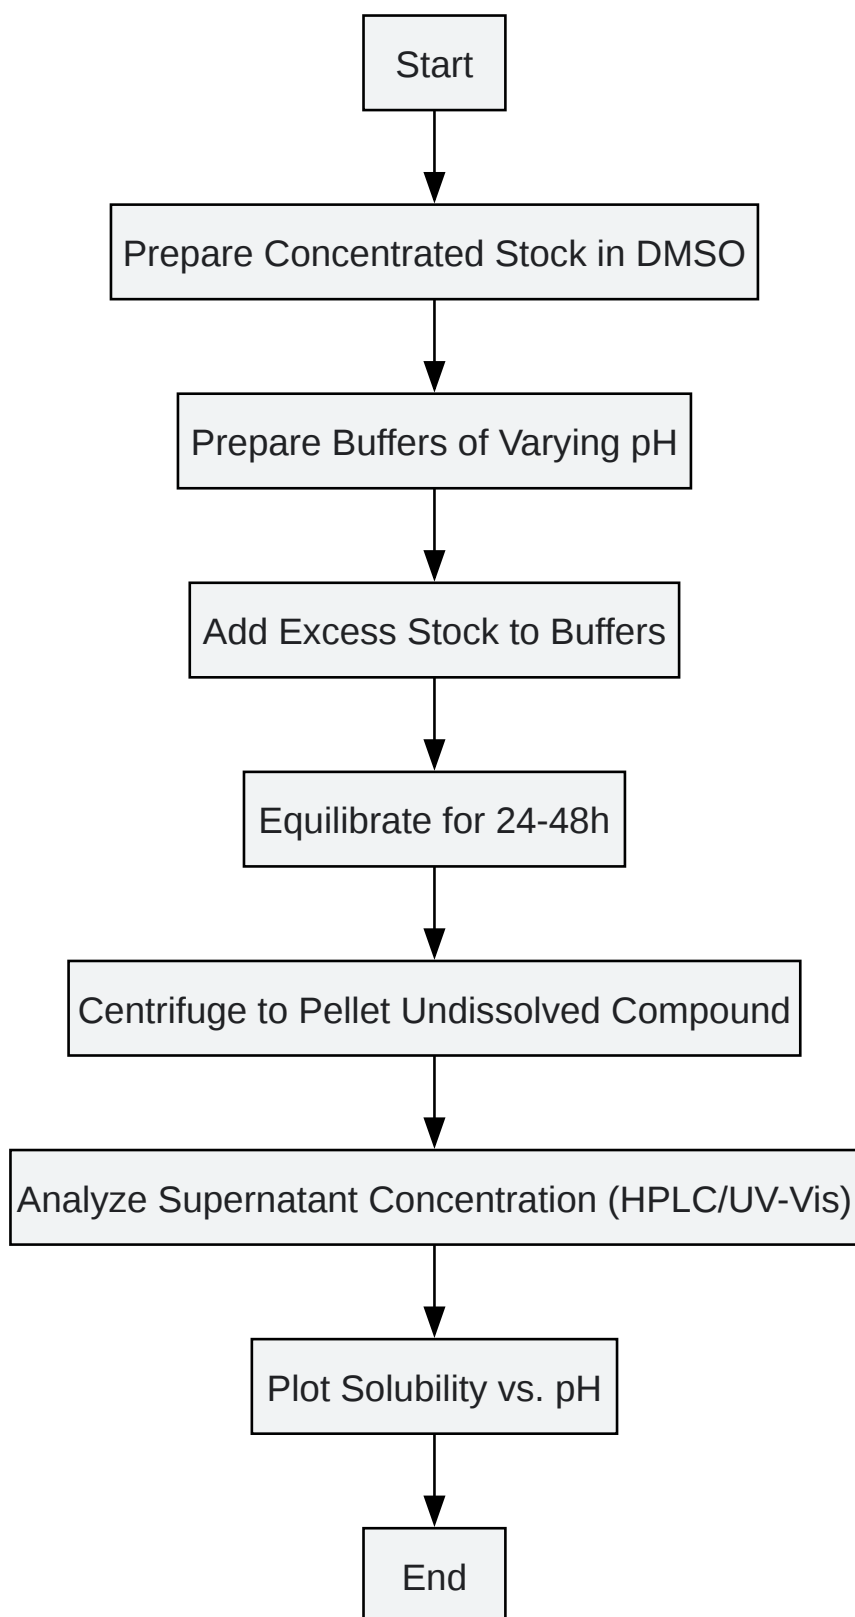 Start
Prepare Concentrated Stock in DMSO
Prepare Buffers of Varying pH
Add Excess Stock to Buffers
Equilibrate for 24-48h
Centrifuge to Pellet Undissolved Compound
Analyze Supernatant Concentration (HPLC/UV-Vis)
Plot Solubility vs. pH
End